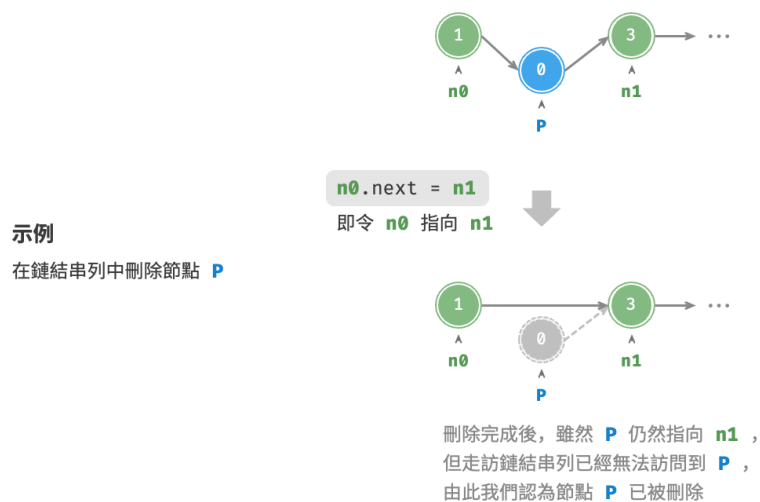 1
3
...
0
n0
n1
P
n0.next = n1
即令 n0 指向 n1
示例
在鏈結串列中刪除節點 P
1
3
...
0
n0
n1
P
刪除完成後，雖然 P 仍然指向 n1 ，
但走訪鏈結串列已經無法訪問到 P ，
由此我們認為節點 P 已被刪除